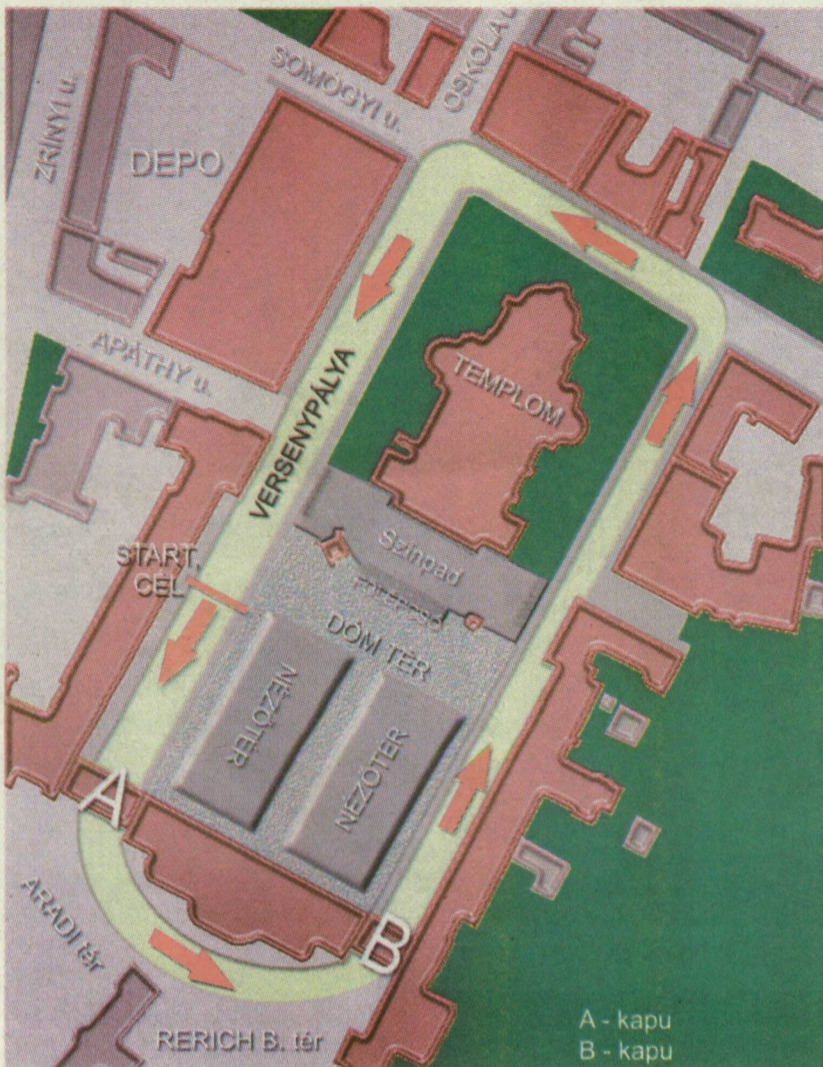 SOMOGYI u.
ZRÍNYI u.
DEPO
APÁTHY u.
VERSENYPÁLYA
TEMPLOM
START,
CÉL
Színpad
DÓM TÉR
NÉZŐTÉR
NÉZŐTÉR
A
B
ARADI tér
RERICH B. tér
A - kapu
B - kapu